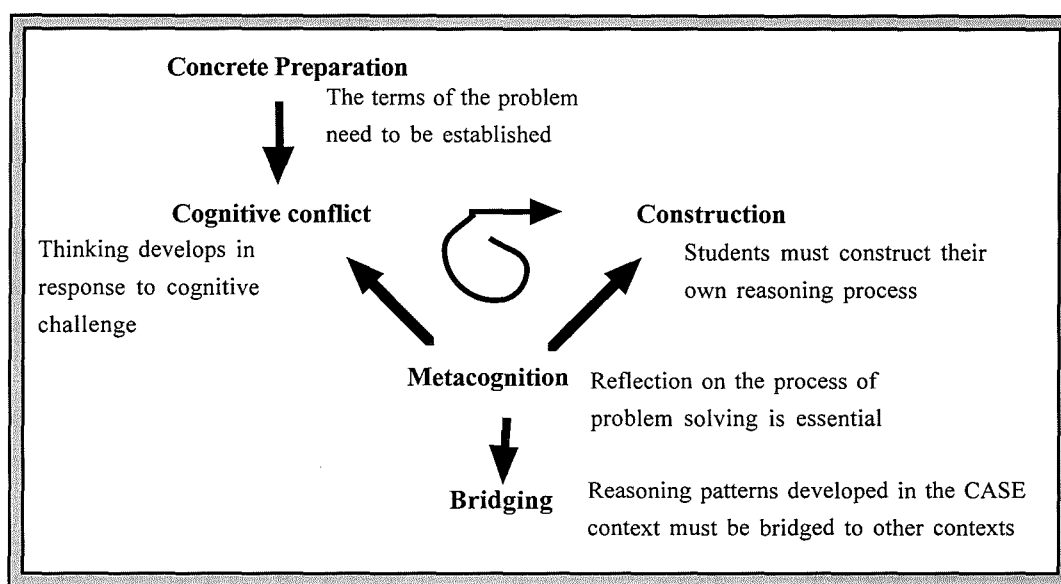 Concrete Preparation
The terms of the problem
need to be established
Cognitive conflict
Thinking develops in
response to cognitive
challenge
Construction
Students must construct their
own reasoning process
Metacognition
Reflection on the process of
problem solving is essential
Bridging
Reasoning patterns developed in the CASE
context must be bridged to other contexts